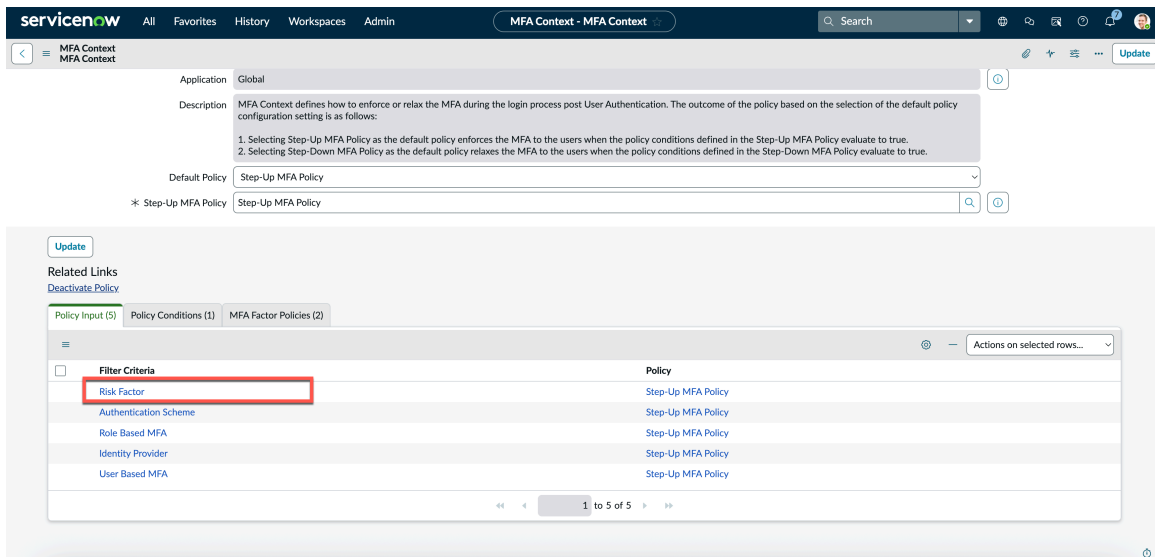 servicenow All Favorites History Workspaces Admin MFA Context - MFA Context Search 7
MFA Context
MFA Context
Update
Application Global
Description MFA Context defines how to enforce or relax the MFA during the login process post User Authentication. The outcome of the policy based on the selection of the default policy
configuration setting is as follows:
1. Selecting Step-Up MFA Policy as the default policy enforces the MFA to the users when the policy conditions defined in the Step-Up MFA Policy evaluate to true.
2. Selecting Step-Down MFA Policy as the default policy relaxes the MFA to the users when the policy conditions defined in the Step-Down MFA Policy evaluate to true.
Default Policy Step-Up MFA Policy
* Step-Up MFA Policy Step-Up MFA Policy
Update
Related Links
Deactivate Policy
Policy Input (5) Policy Conditions (1) MFA Factor Policies (2)
Actions on selected rows...
Filter Criteria Policy
Risk Factor Step-Up MFA Policy
Authentication Scheme Step-Up MFA Policy
Role Based MFA Step-Up MFA Policy
Identity Provider Step-Up MFA Policy
User Based MFA Step-Up MFA Policy
1 to 5 of 5